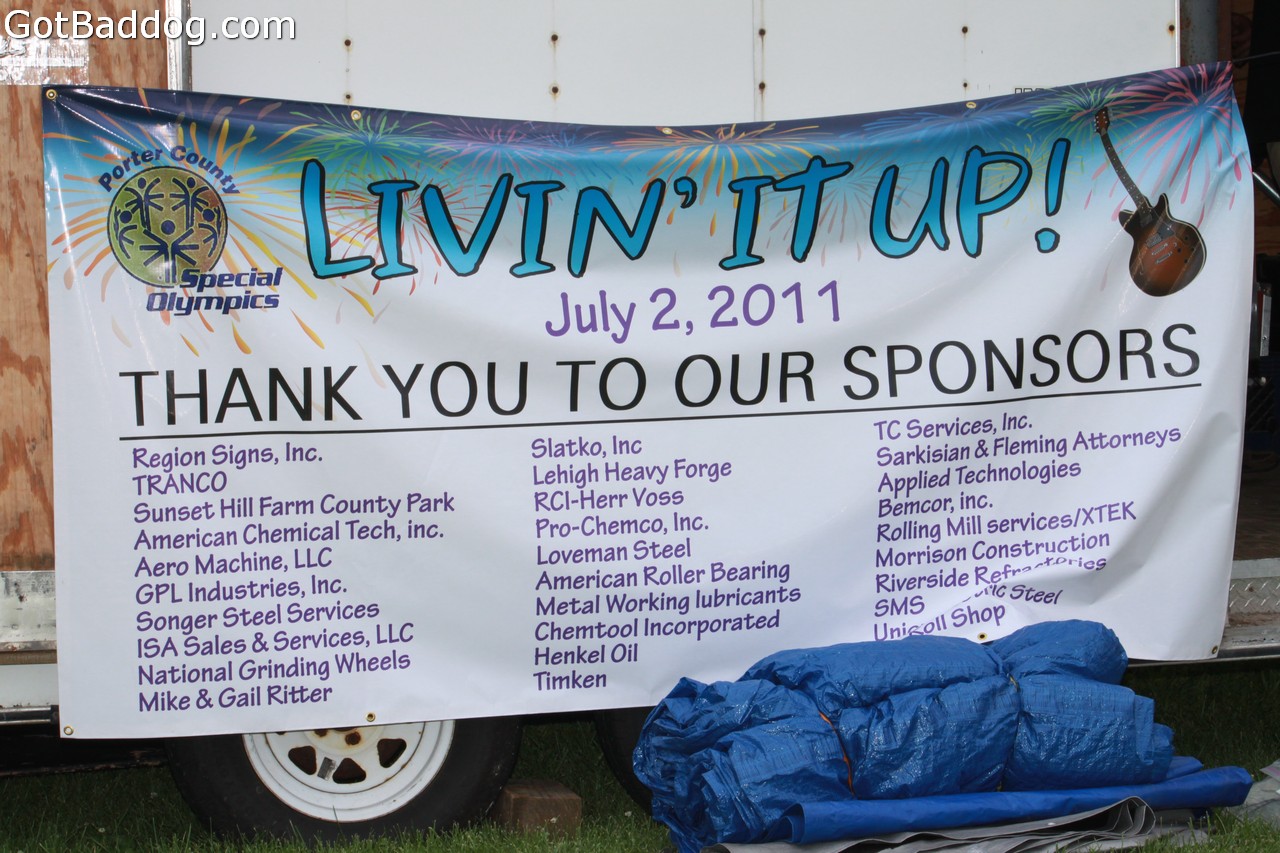 GotBaddog.com
Porter County
Special
Olympics
LIVIN' IT UP!
July 2, 2011
THANK YOU TO OUR SPONSORS
Region Signs, Inc.
TRANCO
Sunset Hill Farm County Park
American Chemical Tech, inc.
Aero Machine, LLC
GPL Industries, Inc.
Songer Steel Services
ISA Sales & Services, LLC
National Grinding Wheels
Mike & Gail Ritter
Slatko, Inc
Lehigh Heavy Forge
RCI-Herr Voss
Pro-Chemco, Inc.
Loveman Steel
American Roller Bearing
Metal Working lubricants
Chemtool Incorporated
Henkel Oil
Timken
TC Services, Inc.
Sarkisian & Fleming Attorneys
Applied Technologies
Bemcor, inc.
Rolling Mill services/XTEK
Morrison Construction
Riverside Refractories
SMS Steel
Shop